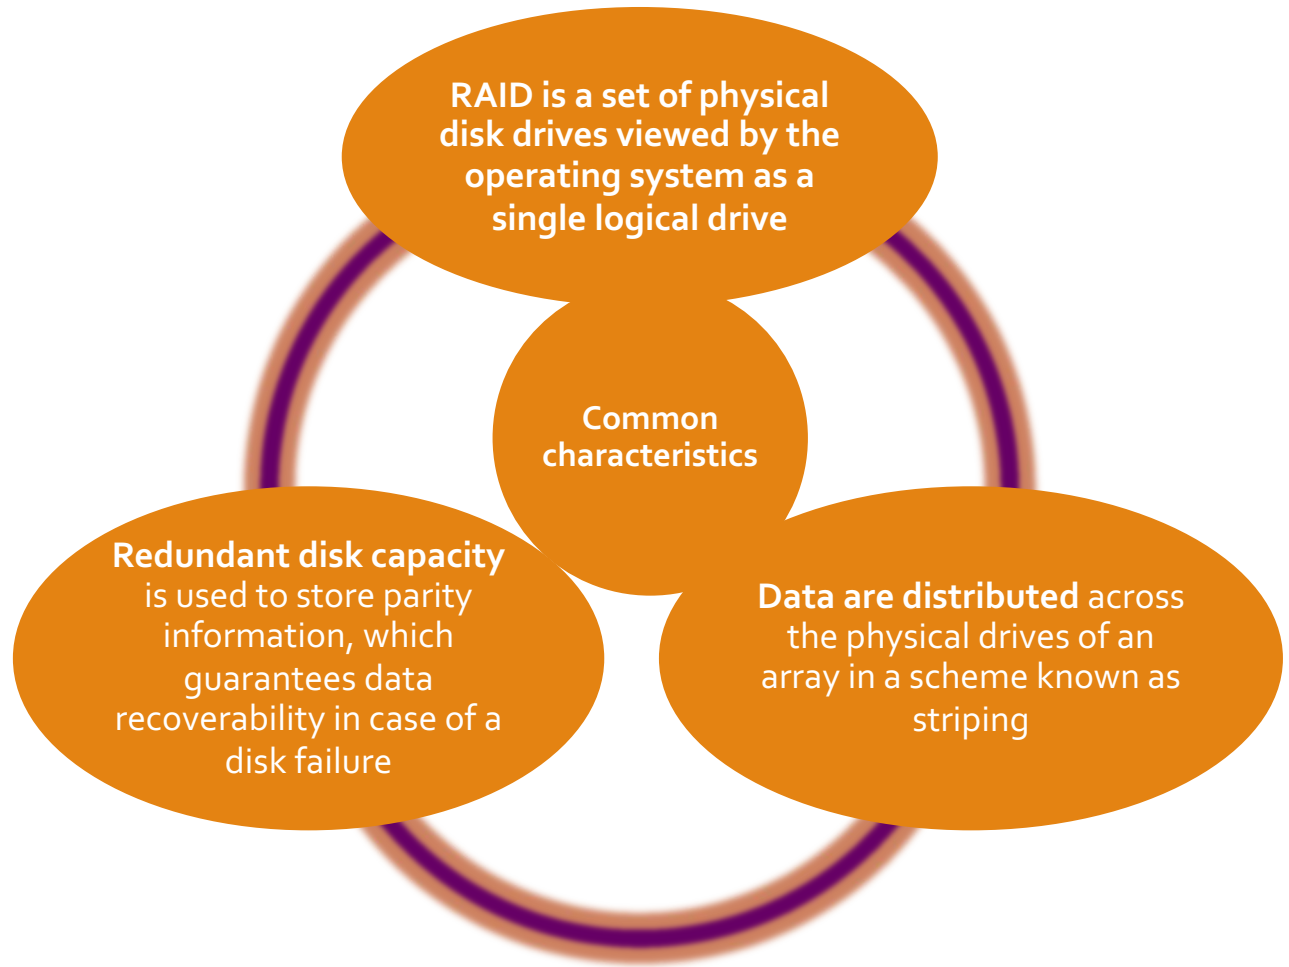 RAID is a set of physical
disk drives viewed by the
operating system as a
single logical drive
Common
characteristics
Redundant disk capacity
is used to store parity
information, which
guarantees data
recoverability in case of a
disk failure
Data are distributed across
the physical drives of an
array in a scheme known as
striping